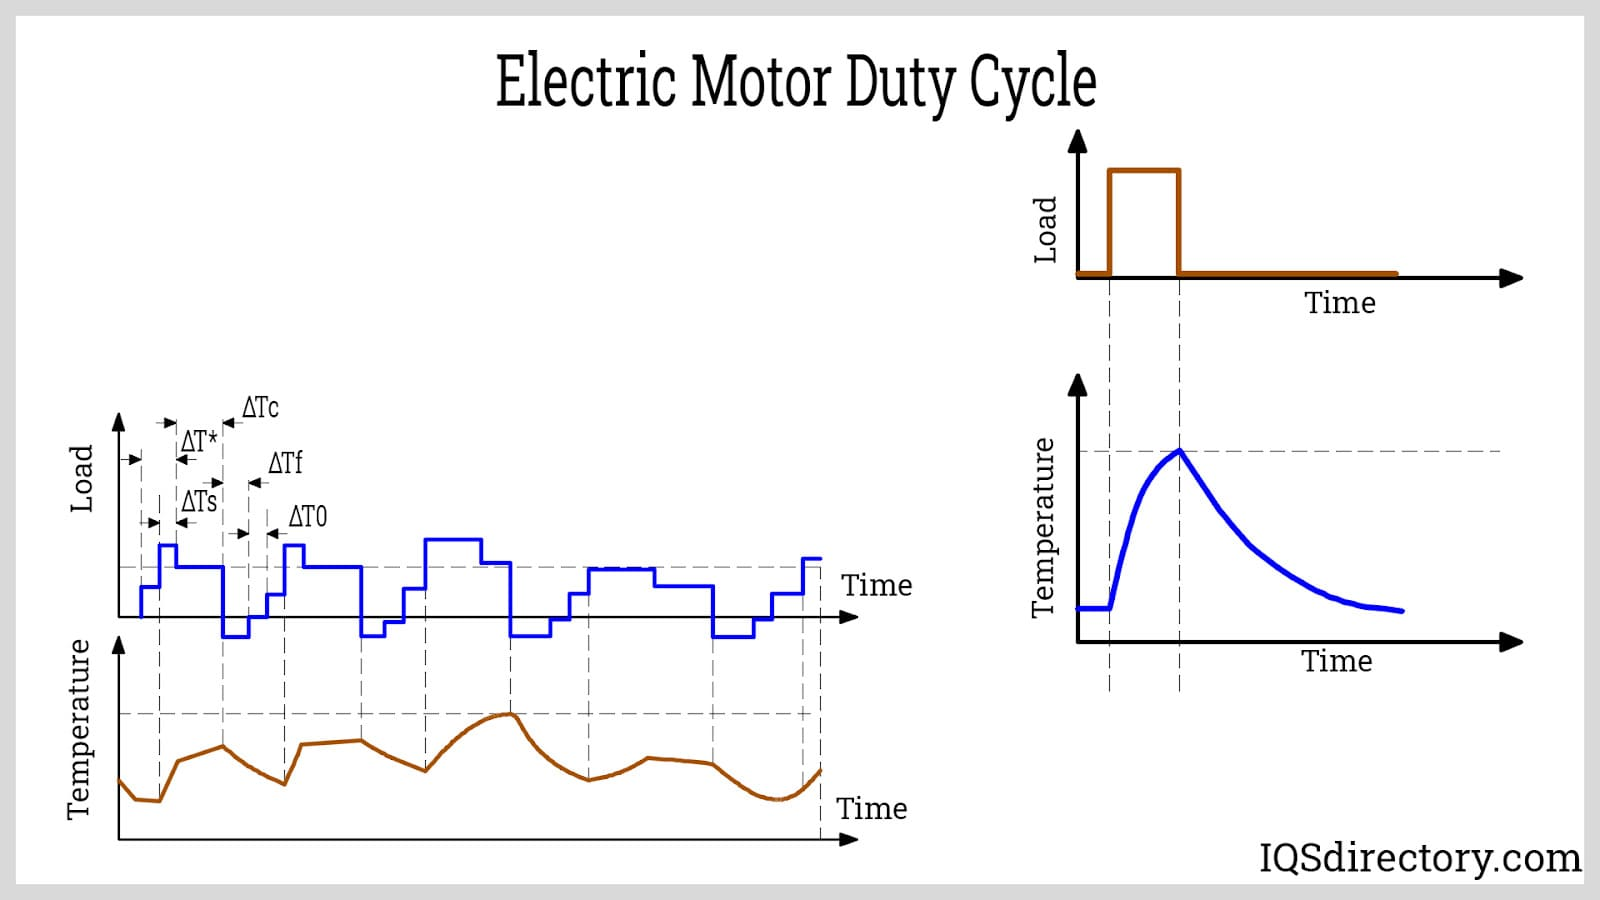 Electric Motor Duty Cycle
Load
Time
Temperature
Time
ΔTc
ΔT*
ΔTf
ΔTs
ΔT0
Load
Time
Temperature
Time
IQSdirectory.com